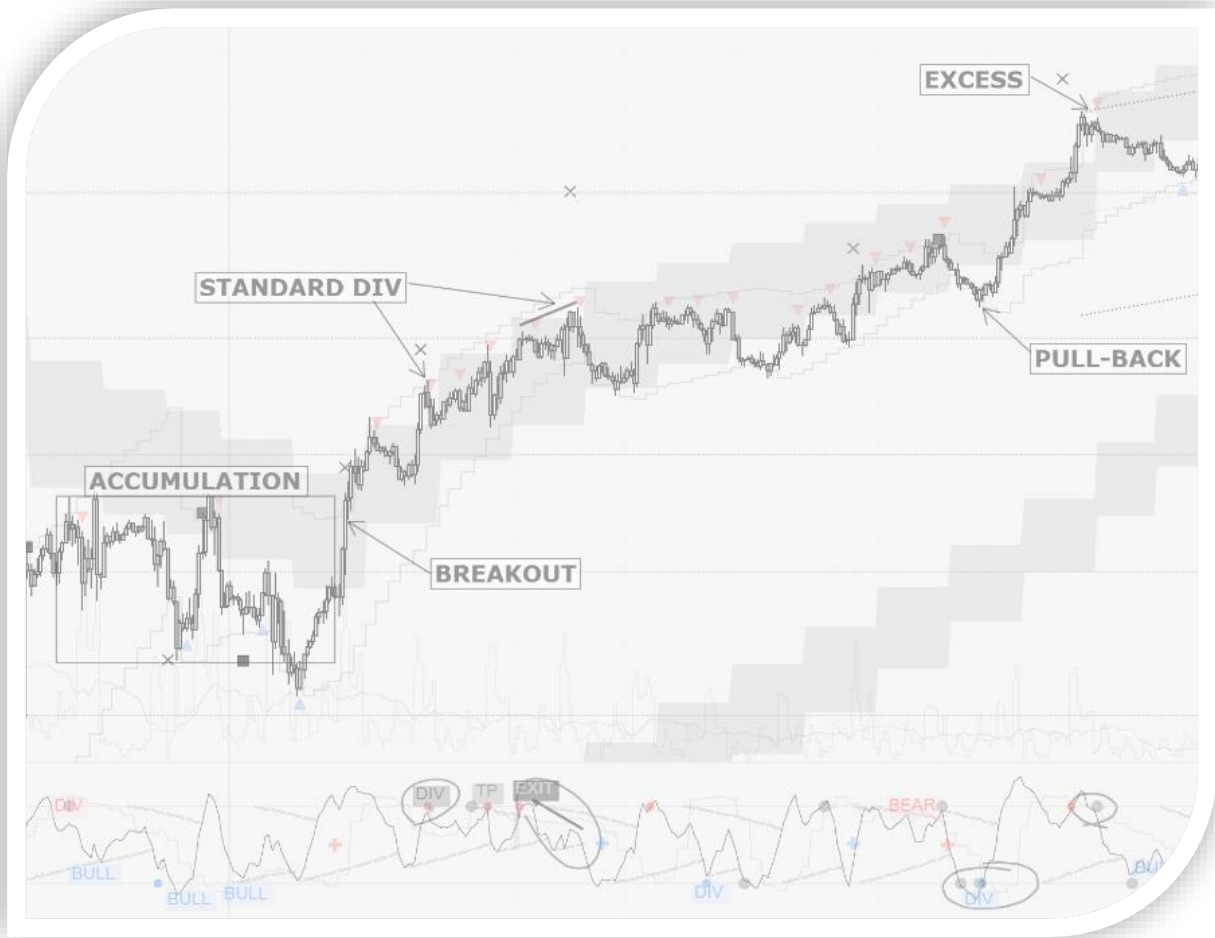 EXCESS
STANDARD DIV
PULL-BACK
ACCUMULATION
BREAKOUT
DIV
DIV
TP
EXIT
BEAR
BULL
BULL
BULL
DIV
DIV